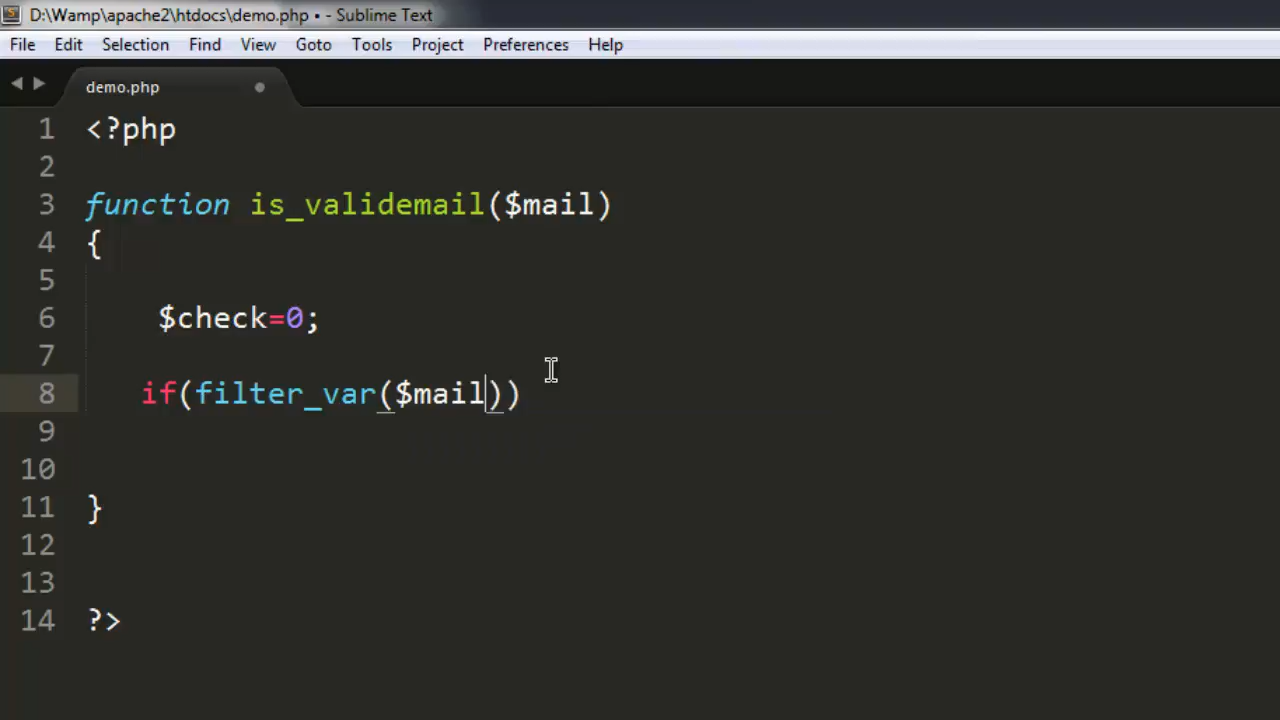 D:\Wamp\apache2\htdocs\demo.php • - Sublime Text
File Edit Selection Find View Goto Tools Project Preferences Help
demo.php
1 <?php
2
3 function is_validemail($mail)
4 {
5
6 $check=0;
7
8 if(filter_var($mail))
9
10
11 }
12
13
14 ?>